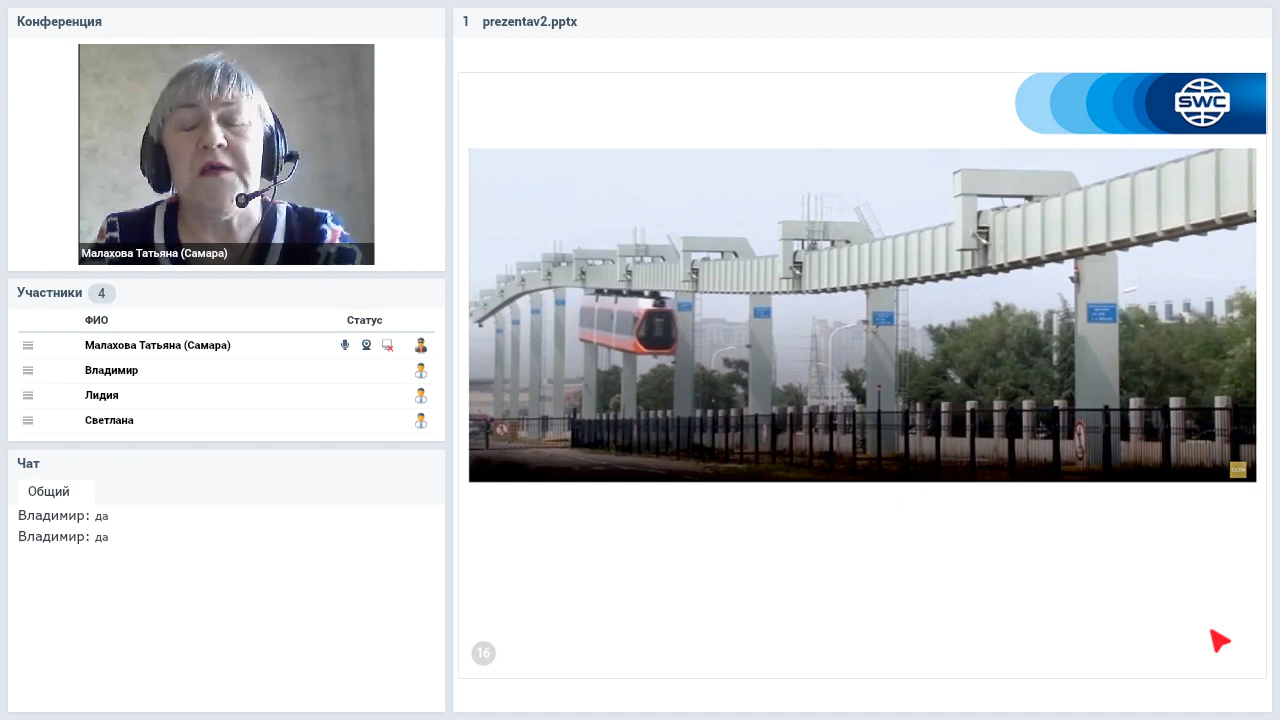 Конференция
Малахова Татьяна (Самара)
Участники 4
ФИО Статус
Малахова Татьяна (Самара)
Владимир
Лидия
Светлана
Чат
Общий
Владимир: да
Владимир: да
1 prezentav2.pptx
SWC
CGTN
16